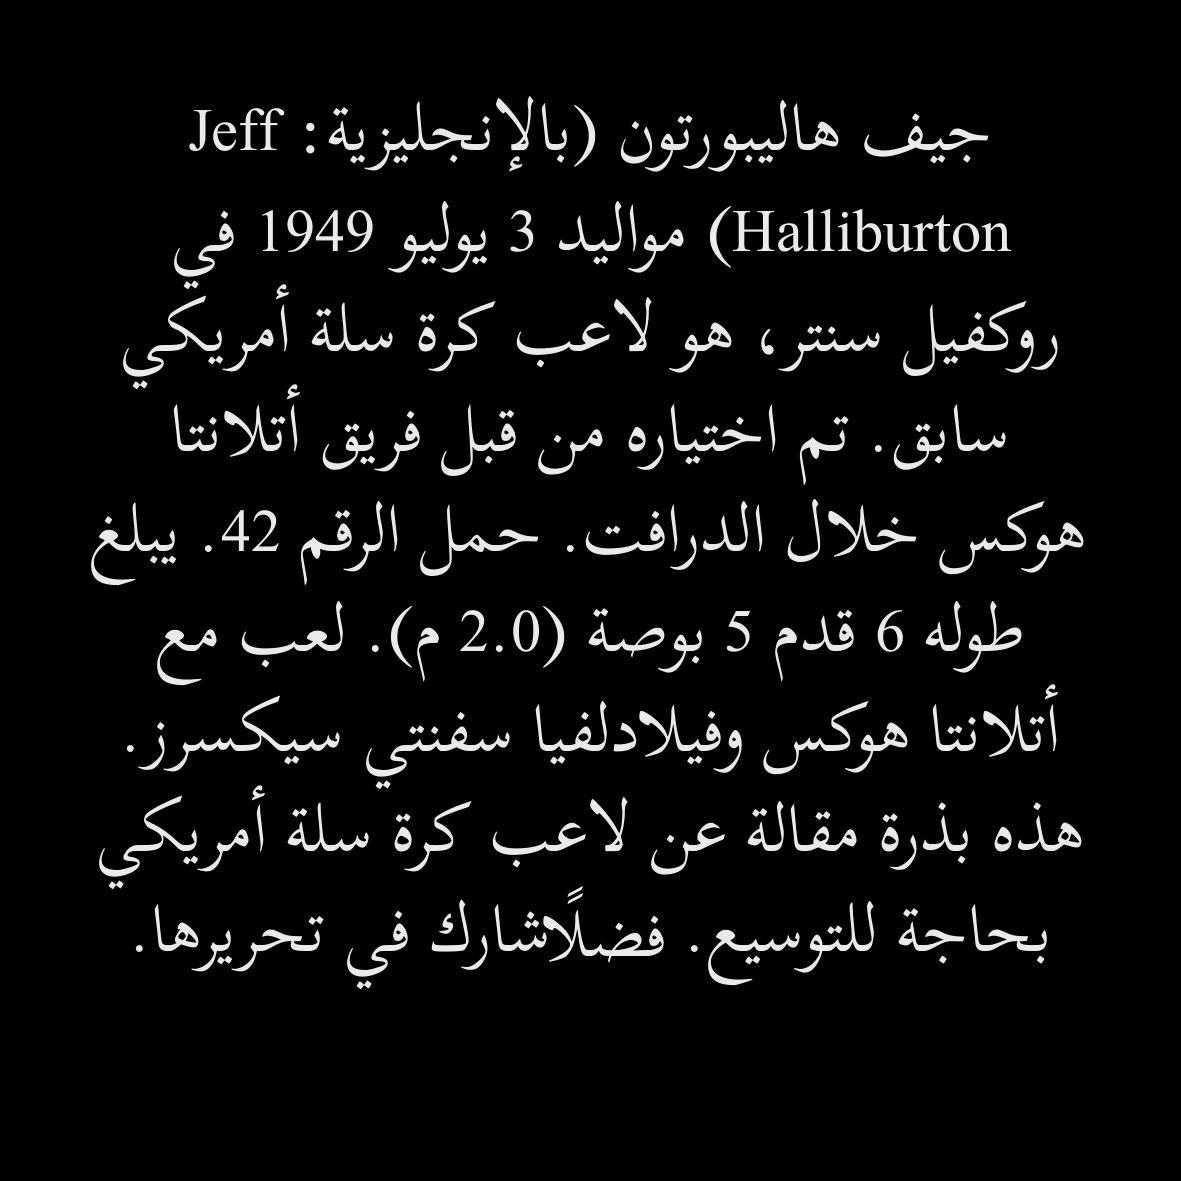 جيف هاليبورتون (بالإنجليزية: Jeff
Halliburton) مواليد 3 يوليو 1949 في
روكفيل سنتر، هو لاعب كرة سلة أمريكي
سابق. تم اختياره من قبل فريق أتلانتا
هوكس خلال الدرافت. حمل الرقم 42. يبلغ
طوله 6 قدم 5 بوصة (2.0 م). لعب مع
أتلانتا هوكس وفيلادلفيا سفنتي سيكسرز.
هذه بذرة مقالة عن لاعب كرة سلة أمريكي
بحاجة للتوسيع. فضلًاشارك في تحريرها.